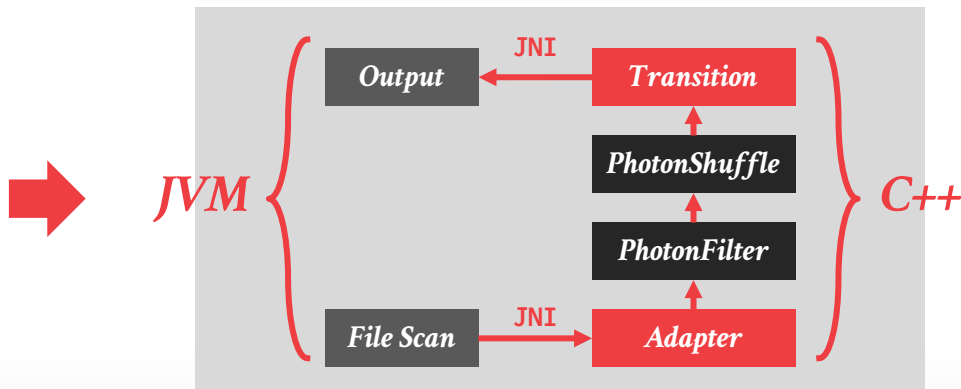 JNI
Output
Transition
PhotonShuffle
JVM
C++
PhotonFilter
JNI
File Scan
Adapter